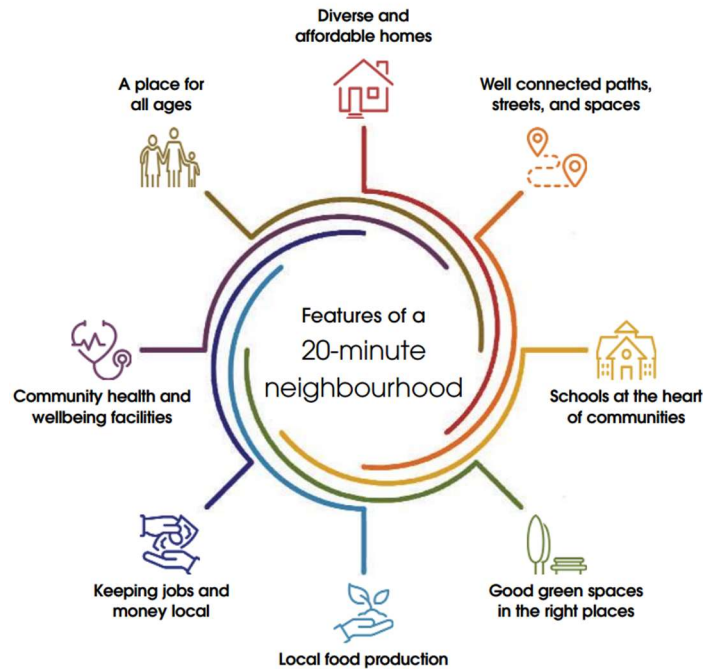 Diverse and
affordable homes
Well connected paths,
streets, and spaces
Schools at the heart
of communities
Good green spaces
in the right places
Local food production
Keeping jobs and
money local
Community health and
wellbeing facilities
A place for
all ages
Features of a
20-minute
neighbourhood